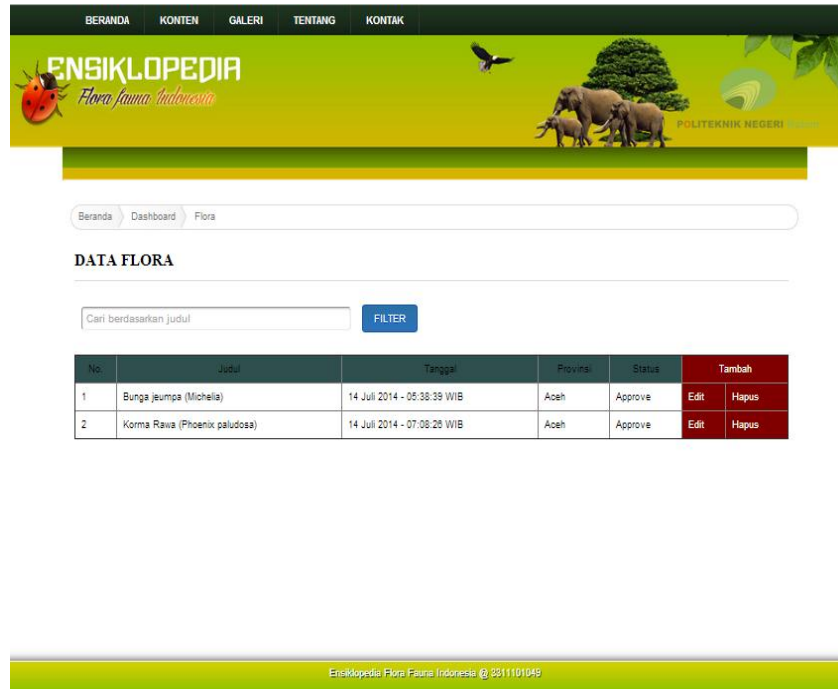 BERANDA KONTEN GALERI TENTANG KONTAK
ENSIKLOPEDIA
Flora fauna Indonesia
POLITEKNIK NEGERI
Beranda Dashboard Flora
DATA FLORA
Cari berdasarkan judul FILTER
No. Judul Tanggal Provinsi Status Tambah
1 Bunga jeumpa (Michelia) 14 Juli 2014 - 05:38:39 WIB Aceh Approve Edit Hapus
2 Korma Rawa (Phoenix paludosa) 14 Juli 2014 - 07:08:26 WIB Aceh Approve Edit Hapus
Ensiklopedia Flora Fauna Indonesia @ 3311101049